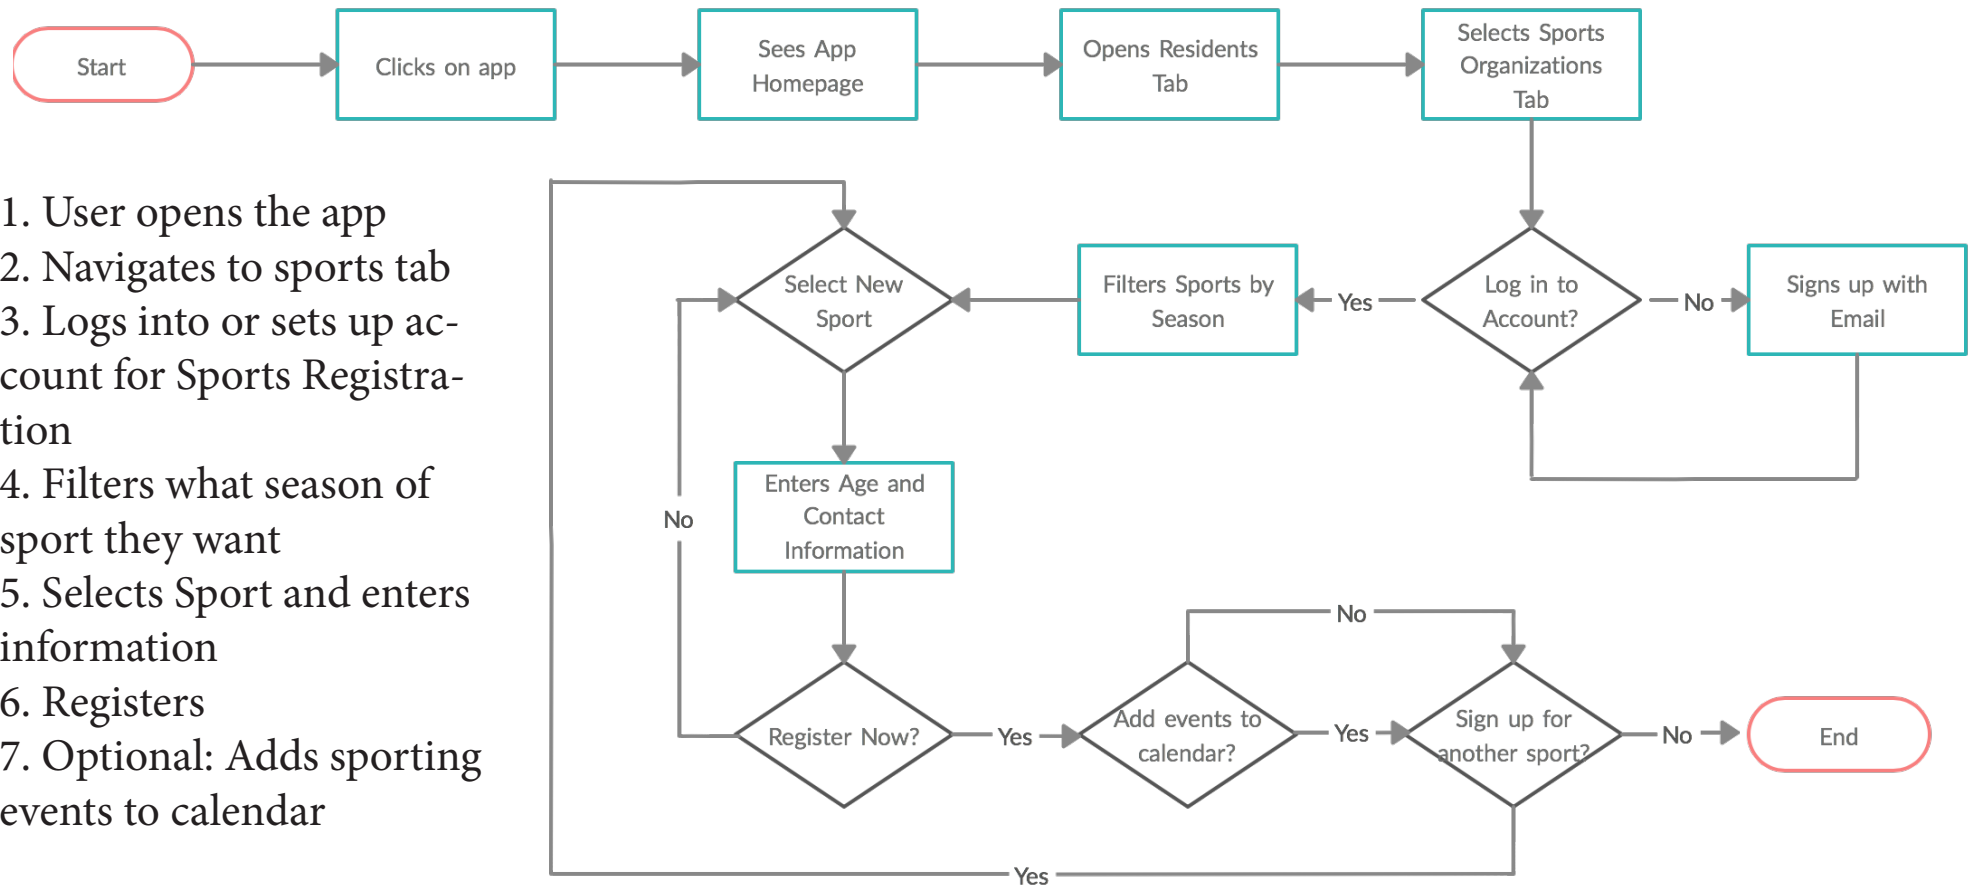 Start
Clicks on app
Sees App
Homepage
Opens Residents
Tab
Selects Sports
Organizations
Tab
1. User opens the app
2. Navigates to sports tab
3. Logs into or sets up ac-
count for Sports Registra-
tion
4. Filters what season of
sport they want
5. Selects Sport and enters
information
6. Registers
7. Optional: Adds sporting
events to calendar
Select New
Sport
Filters Sports by
Season
Yes
Log in to
Account?
No
Signs up with
Email
No
Enters Age and
Contact
Information
No
Register Now?
Yes
Add events to
calendar?
Yes
Sign up for
another sport?
No
End
Yes